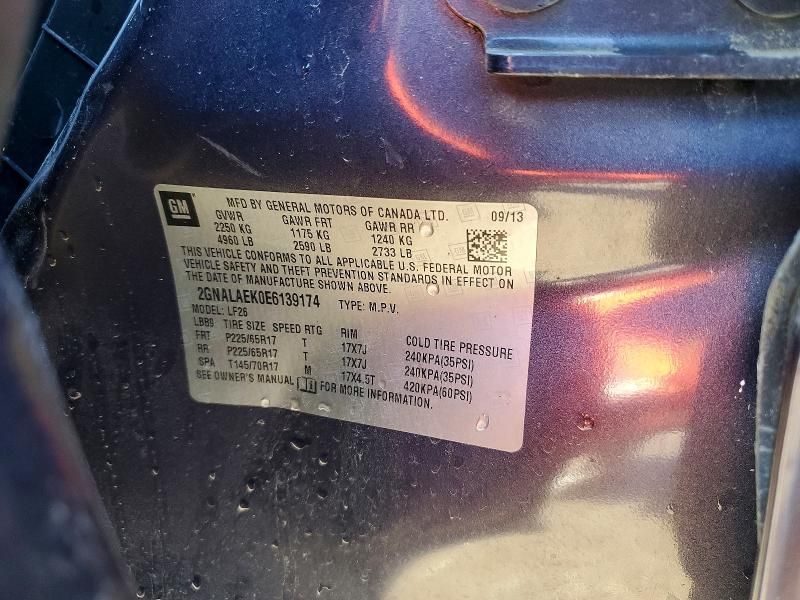 GM
MFD BY GENERAL MOTORS OF CANADA LTD. 09/13
GVWR GAWR FRT GAWR RR
2250 KG 1175 KG 1240 KG
4960 LB 2590 LB 2733 LB
THIS VEHICLE CONFORMS TO ALL APPLICABLE U.S. FEDERAL MOTOR
VEHICLE SAFETY AND THEFT PREVENTION STANDARDS IN EFFECT ON
THE DATE OF MANUFACTURE SHOWN ABOVE.
2GNALAEK0E6139174 TYPE: M.P.V.
MODEL: LF26
LBB9 TIRE SIZE SPEED RTG RIM COLD TIRE PRESSURE
FRT P225/65R17 T 17X7J 240KPA(35PSI)
RR P225/65R17 T 17X7J 240KPA(35PSI)
SPA T145/70R17 M 17X4.5T 420KPA(60PSI)
SEE OWNER'S MANUAL FOR MORE INFORMATION.